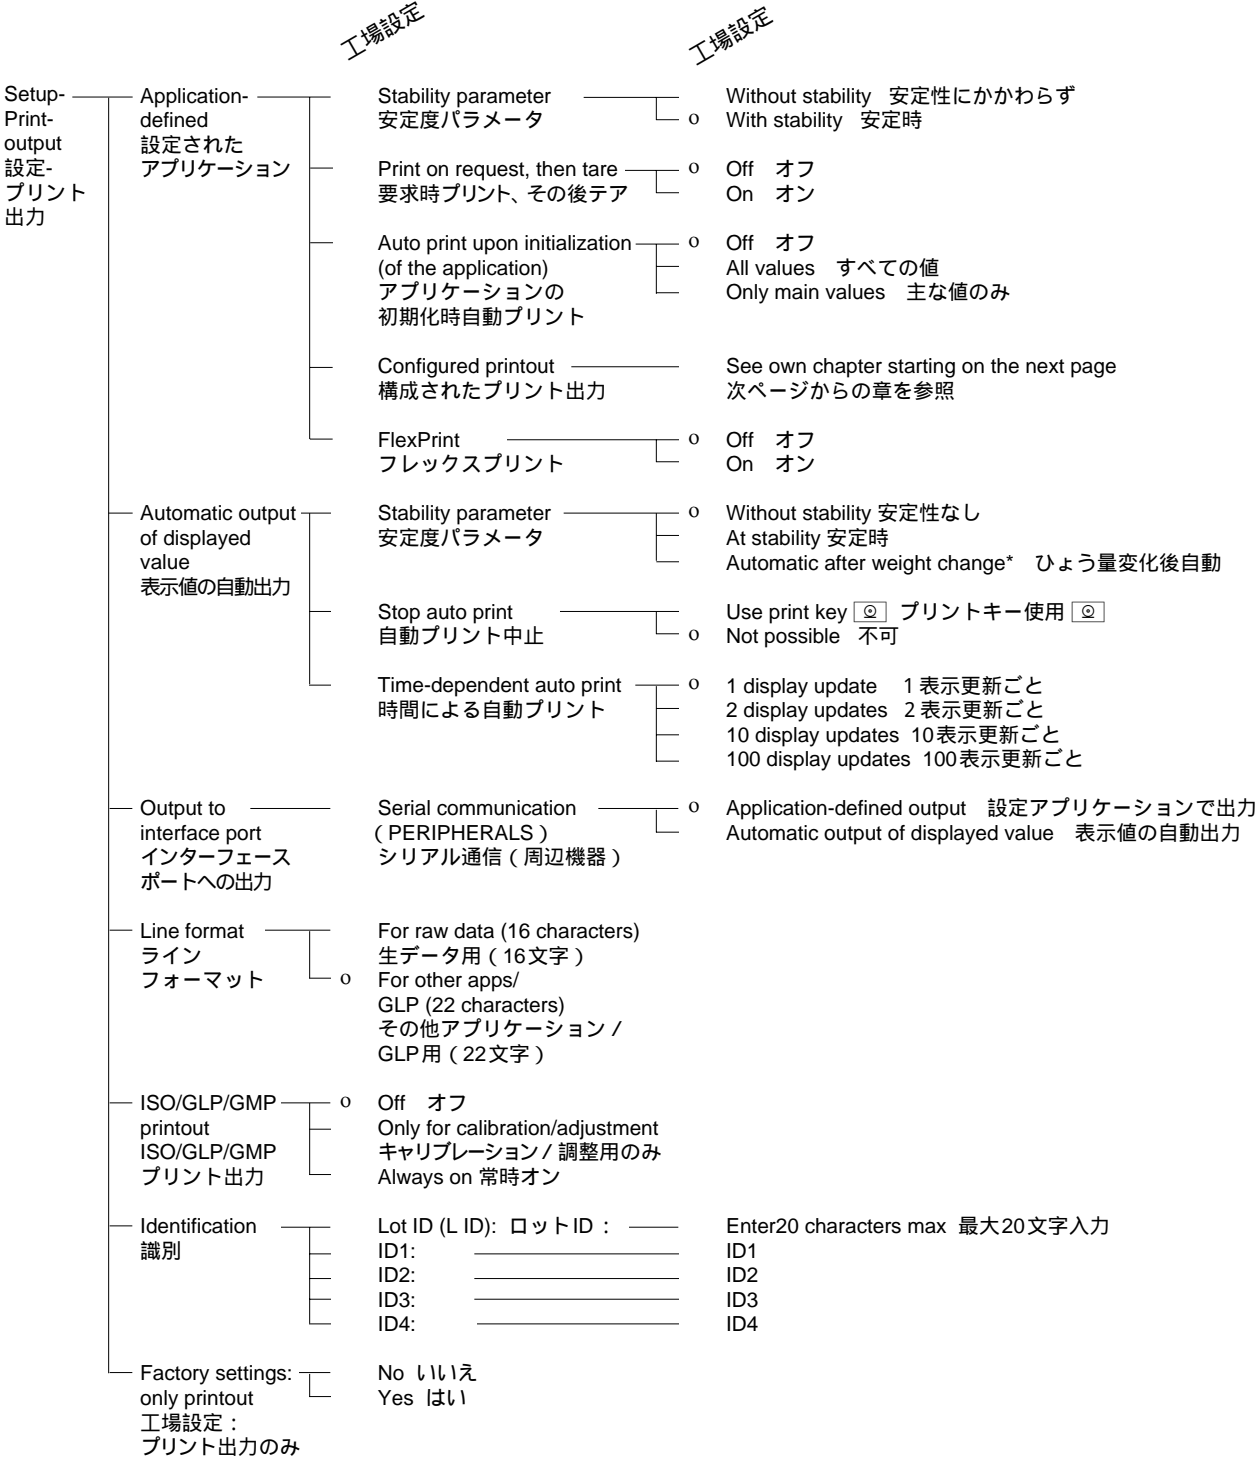 工場設定
工場設定
Setup-
Print-
output
設定-
プリント
出力
Application-
defined
設定された
アプリケーション
Stability parameter
安定度パラメータ
Without stability 安定性にかかわらず
o With stability 安定時
Print on request, then tare
要求時プリント、その後テア
o Off オフ
On オン
Auto print upon initialization
(of the application)
アプリケーションの
初期化時自動プリント
o Off オフ
All values すべての値
Only main values 主な値のみ
Configured printout
構成されたプリント出力
See own chapter starting on the next page
次ページからの章を参照
FlexPrint
フレックスプリント
o Off オフ
On オン
Automatic output
of displayed
value
表示値の自動出力
Stability parameter
安定度パラメータ
o Without stability 安定性なし
At stability 安定時
Automatic after weight change* ひょう量変化後自動
Stop auto print
自動プリント中止
Use print key プリントキー使用
o Not possible 不可
Time-dependent auto print
時間による自動プリント
o 1 display update 1表示更新ごと
2 display updates 2表示更新ごと
10 display updates 10表示更新ごと
100 display updates 100表示更新ごと
Output to
interface port
インターフェース
ポートへの出力
Serial communication
(PERIPHERALS)
シリアル通信(周辺機器)
o Application-defined output 設定アプリケーションで出力
Automatic output of displayed value 表示値の自動出力
Line format
ライン
フォーマット
For raw data (16 characters)
生データ用(16文字)
o For other apps/
GLP (22 characters)
その他アプリケーション/
GLP用(22文字)
ISO/GLP/GMP
printout
ISO/GLP/GMP
プリント出力
o Off オフ
Only for calibration/adjustment
キャリブレーション/調整用のみ
Always on 常時オン
Identification
識別
Lot ID (L ID): ロットID: Enter20 characters max 最大20文字入力
ID1: ID1
ID2: ID2
ID3: ID3
ID4: ID4
Factory settings:
only printout
工場設定:
プリント出力のみ
No いいえ
Yes はい